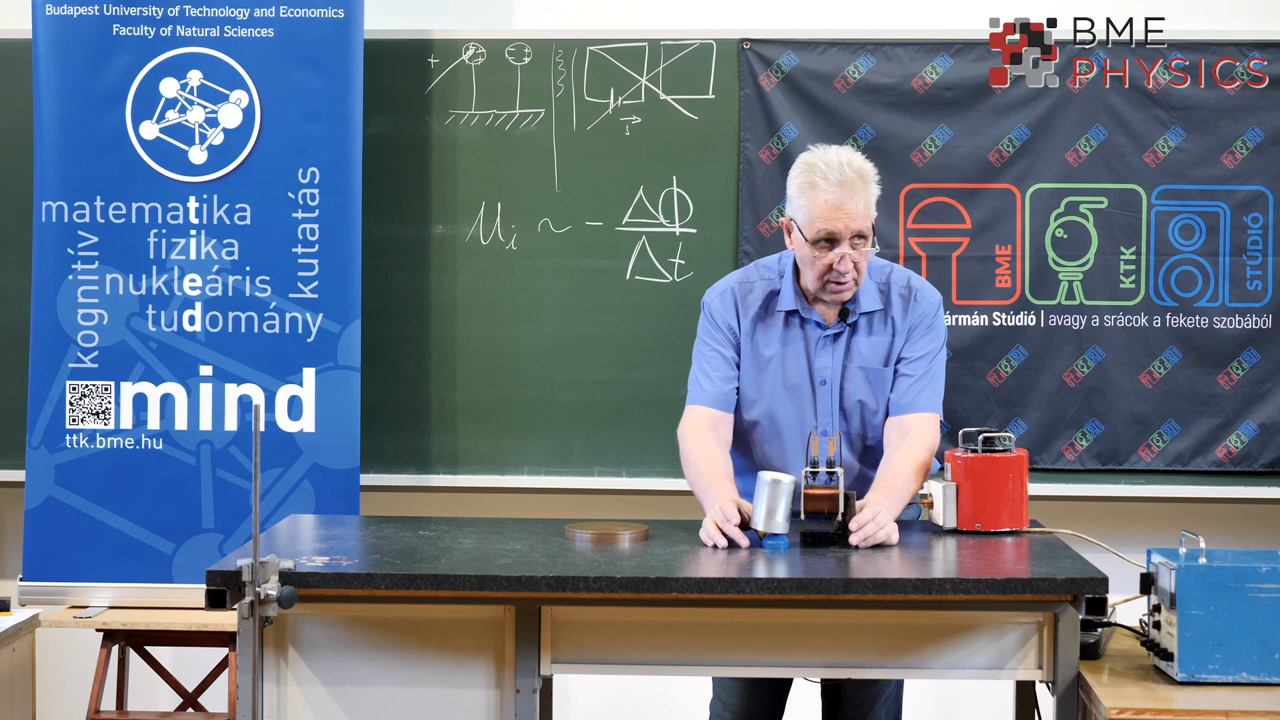 Budapest University of Technology and Economics
Faculty of Natural Sciences
matematika
fizika
nukleáris
tudomány
kognitív
kutatás
mind
ttk.bme.hu
+
s
Ui ~ - ΔΦ
Δt
BME
PHYSICS
BME
KTK
STÚDIÓ
ármán Stúdió | avagy a srácok a fekete szobából